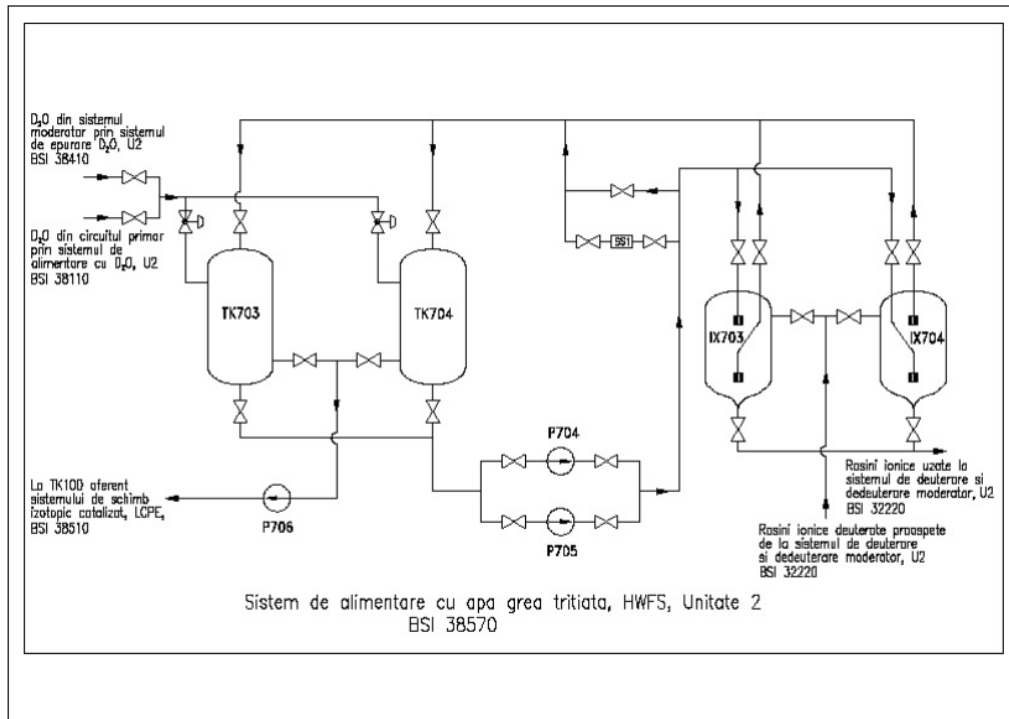 D₂O din sistemul
moderator prin sistemul
de epurare D₂O, U2
BSI 38410
D₂O din circuitul primar
prin sistemul de
alimentare cu D₂O, U2
BSI 38110
TK703
TK704
SS1
IX703
IX704
P704
P705
P706
La TK100 aferent
sistemului de schimb
izotopic catalizat, LCPE,
BSI 38510
Rasini ionice uzate la
sistemul de deuterare si
dedeuterare moderator, U2
BSI 32220
Rasini ionice deuterate proaspete
de la sistemul de deuterare
si dedeuterare moderator, U2
BSI 32220
Sistem de alimentare cu apa grea tritiata, HWFS, Unitate 2
BSI 38570